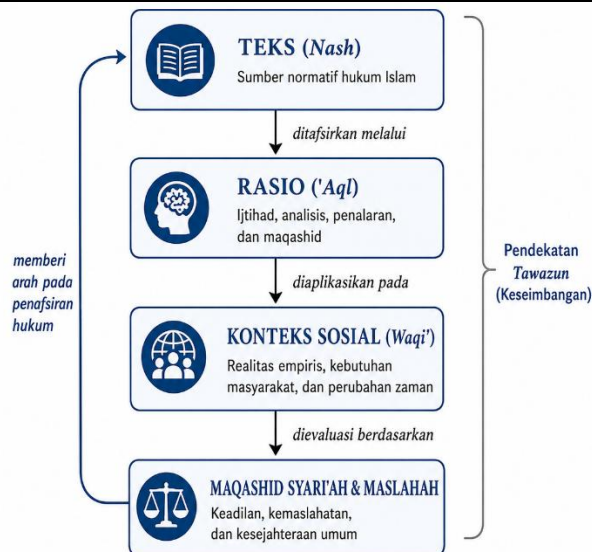 TEKS (Nash)
Sumber normatif hukum Islam
ditafsirkan melalui
RASIO ('Aql)
Ijtihad, analisis, penalaran,
dan maqashid
diaplikasikan pada
KONTEKS SOSIAL (Waqi’)
Realitas empiris, kebutuhan
masyarakat, dan perubahan zaman
dievaluasi berdasarkan
MAQASHID SYARI'AH & MASLAHAH
Keadilan, kemaslahatan,
dan kesejahteraan umum
memberi
arah pada
penafsiran
hukum
Pendekatan
Tawazun
(Keseimbangan)